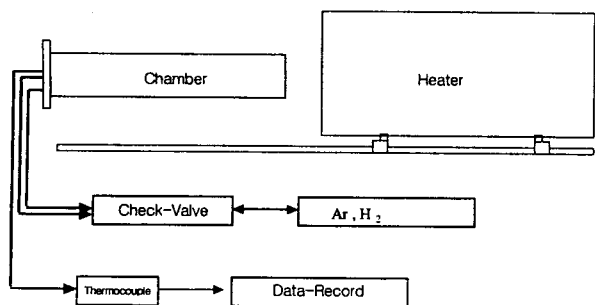 Chamber
Heater
Check-Valve
Ar , H₂
Thermocouple
Data-Record